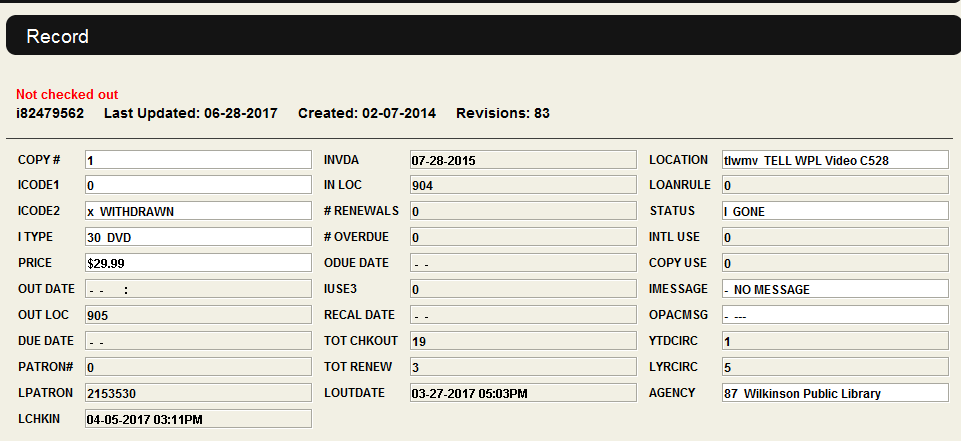 Record
Not checked out
i82479562 Last Updated: 06-28-2017 Created: 02-07-2014 Revisions: 83
COPY # 1 INVDA 07-28-2015 LOCATION tlwmv TELL WPL Video C528
ICODE1 0 IN LOC 904 LOANRULE 0
ICODE2 x WITHDRAWN # RENEWALS 0 STATUS l GONE
I TYPE 30 DVD # OVERDUE 0 INTL USE 0
PRICE $29.99 ODUE DATE - - COPY USE 0
OUT DATE - - : IUSE3 0 IMESSAGE - NO MESSAGE
OUT LOC 905 RECAL DATE - - OPACMSG - ---
DUE DATE - - TOT CHKOUT 19 YTDCIRC 1
PATRON# 0 TOT RENEW 3 LYRCIRC 5
LPATRON 2153530 LOUTDATE 03-27-2017 05:03PM AGENCY 87 Wilkinson Public Library
LCHKIN 04-05-2017 03:11PM